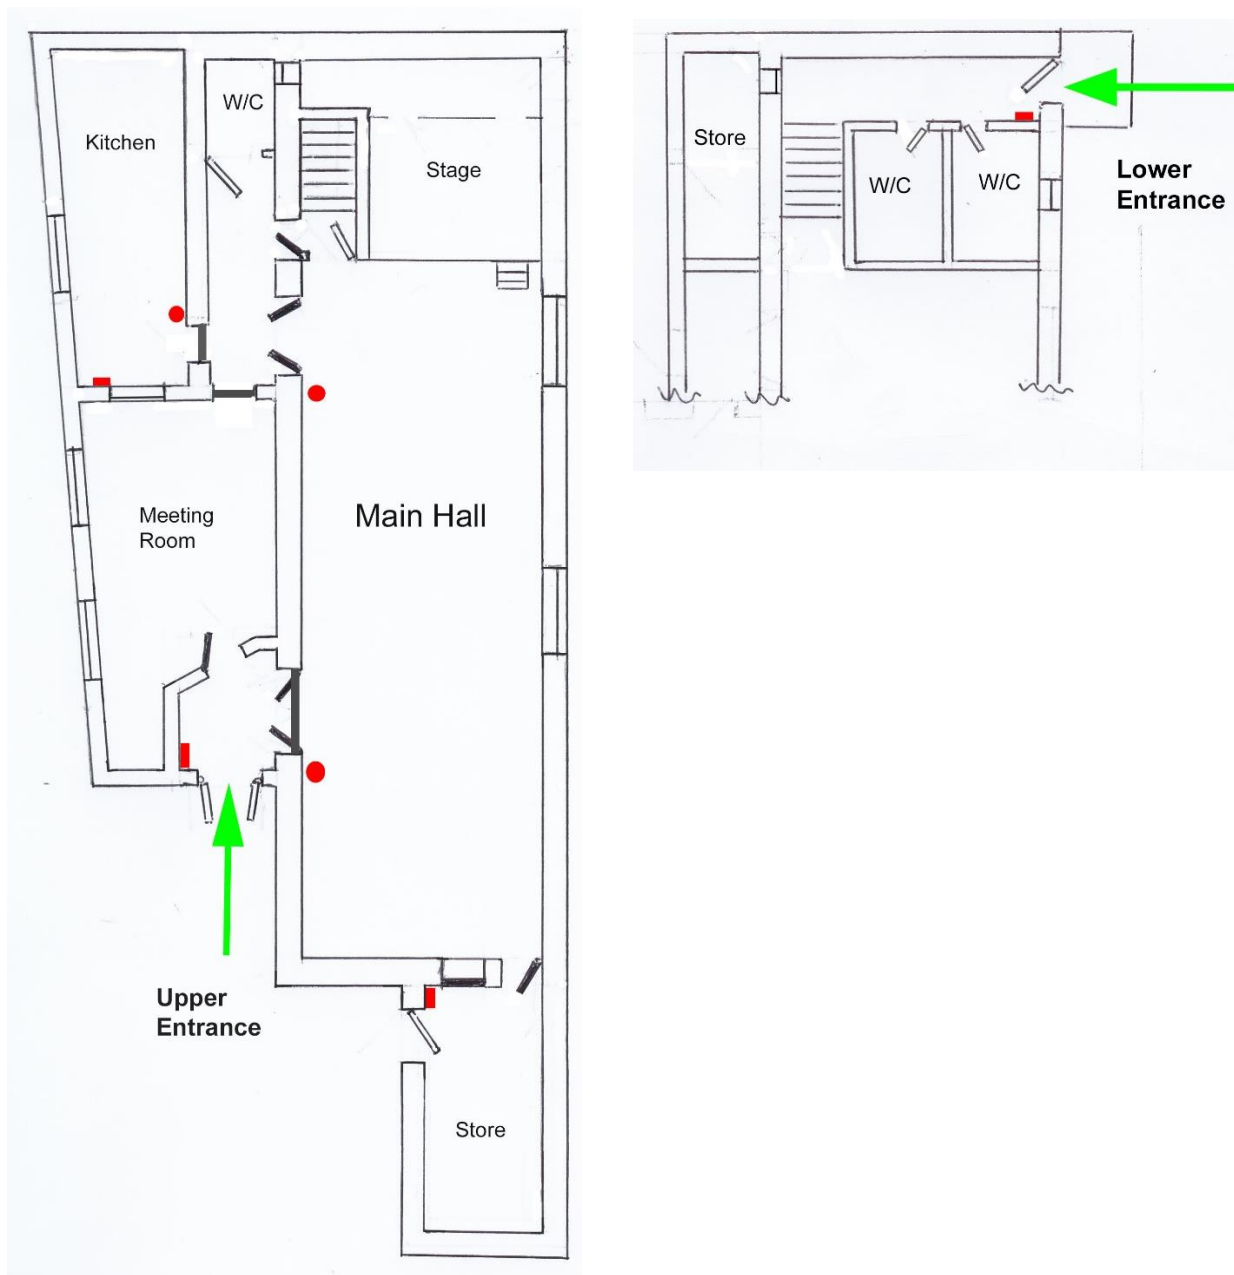 W/C
Kitchen
Stage
Meeting
Room
Main Hall
Upper
Entrance
Store
Store
W/C
W/C
Lower
Entrance